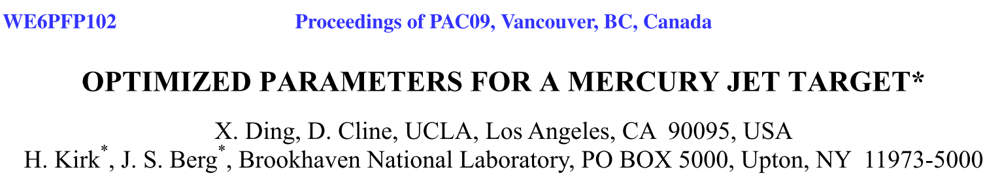 WE6PFP102 Proceedings of PAC09, Vancouver, BC, Canada
OPTIMIZED PARAMETERS FOR A MERCURY JET TARGET*
X. Ding, D. Cline, UCLA, Los Angeles, CA 90095, USA
H. Kirk*, J. S. Berg*, Brookhaven National Laboratory, PO BOX 5000, Upton, NY 11973-5000